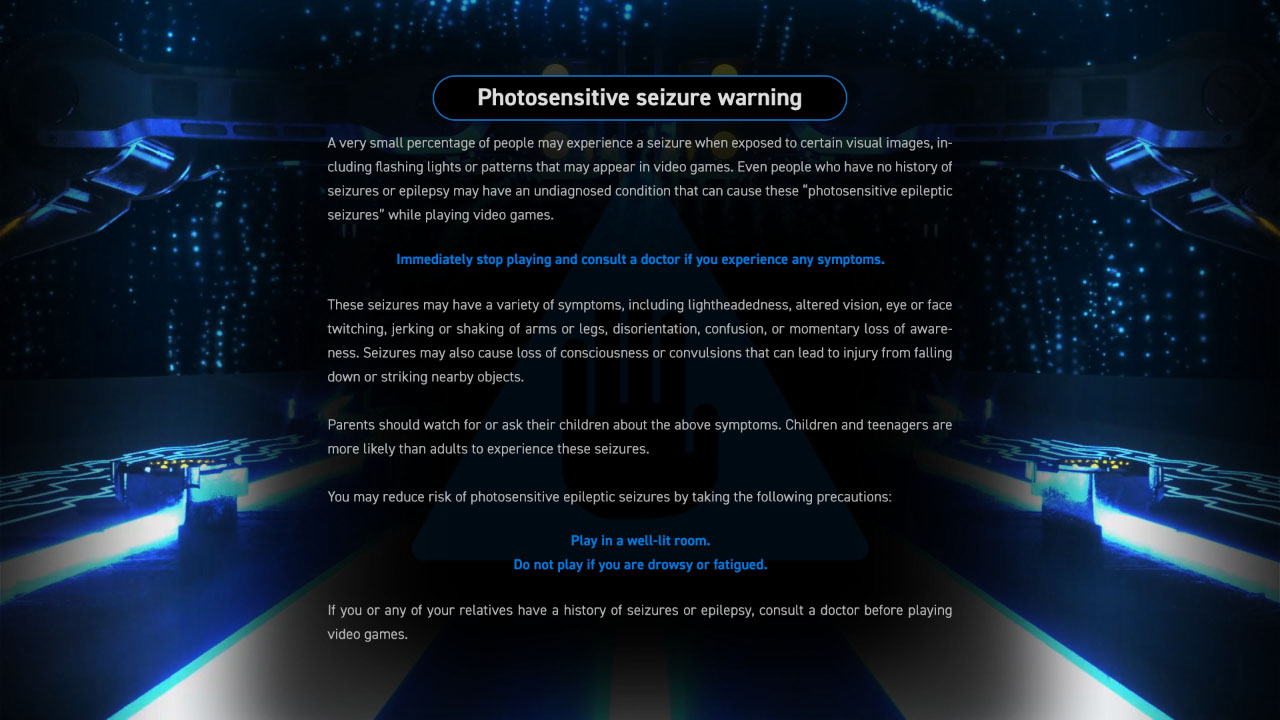 Photosensitive seizure warning
A very small percentage of people may experience a seizure when exposed to certain visual images, in-
cluding flashing lights or patterns that may appear in video games. Even people who have no history of
seizures or epilepsy may have an undiagnosed condition that can cause these “photosensitive epileptic
seizures” while playing video games.
Immediately stop playing and consult a doctor if you experience any symptoms.
These seizures may have a variety of symptoms, including lightheadedness, altered vision, eye or face
twitching, jerking or shaking of arms or legs, disorientation, confusion, or momentary loss of aware-
ness. Seizures may also cause loss of consciousness or convulsions that can lead to injury from falling
down or striking nearby objects.
Parents should watch for or ask their children about the above symptoms. Children and teenagers are
more likely than adults to experience these seizures.
You may reduce risk of photosensitive epileptic seizures by taking the following precautions:
Play in a well-lit room.
Do not play if you are drowsy or fatigued.
If you or any of your relatives have a history of seizures or epilepsy, consult a doctor before playing
video games.